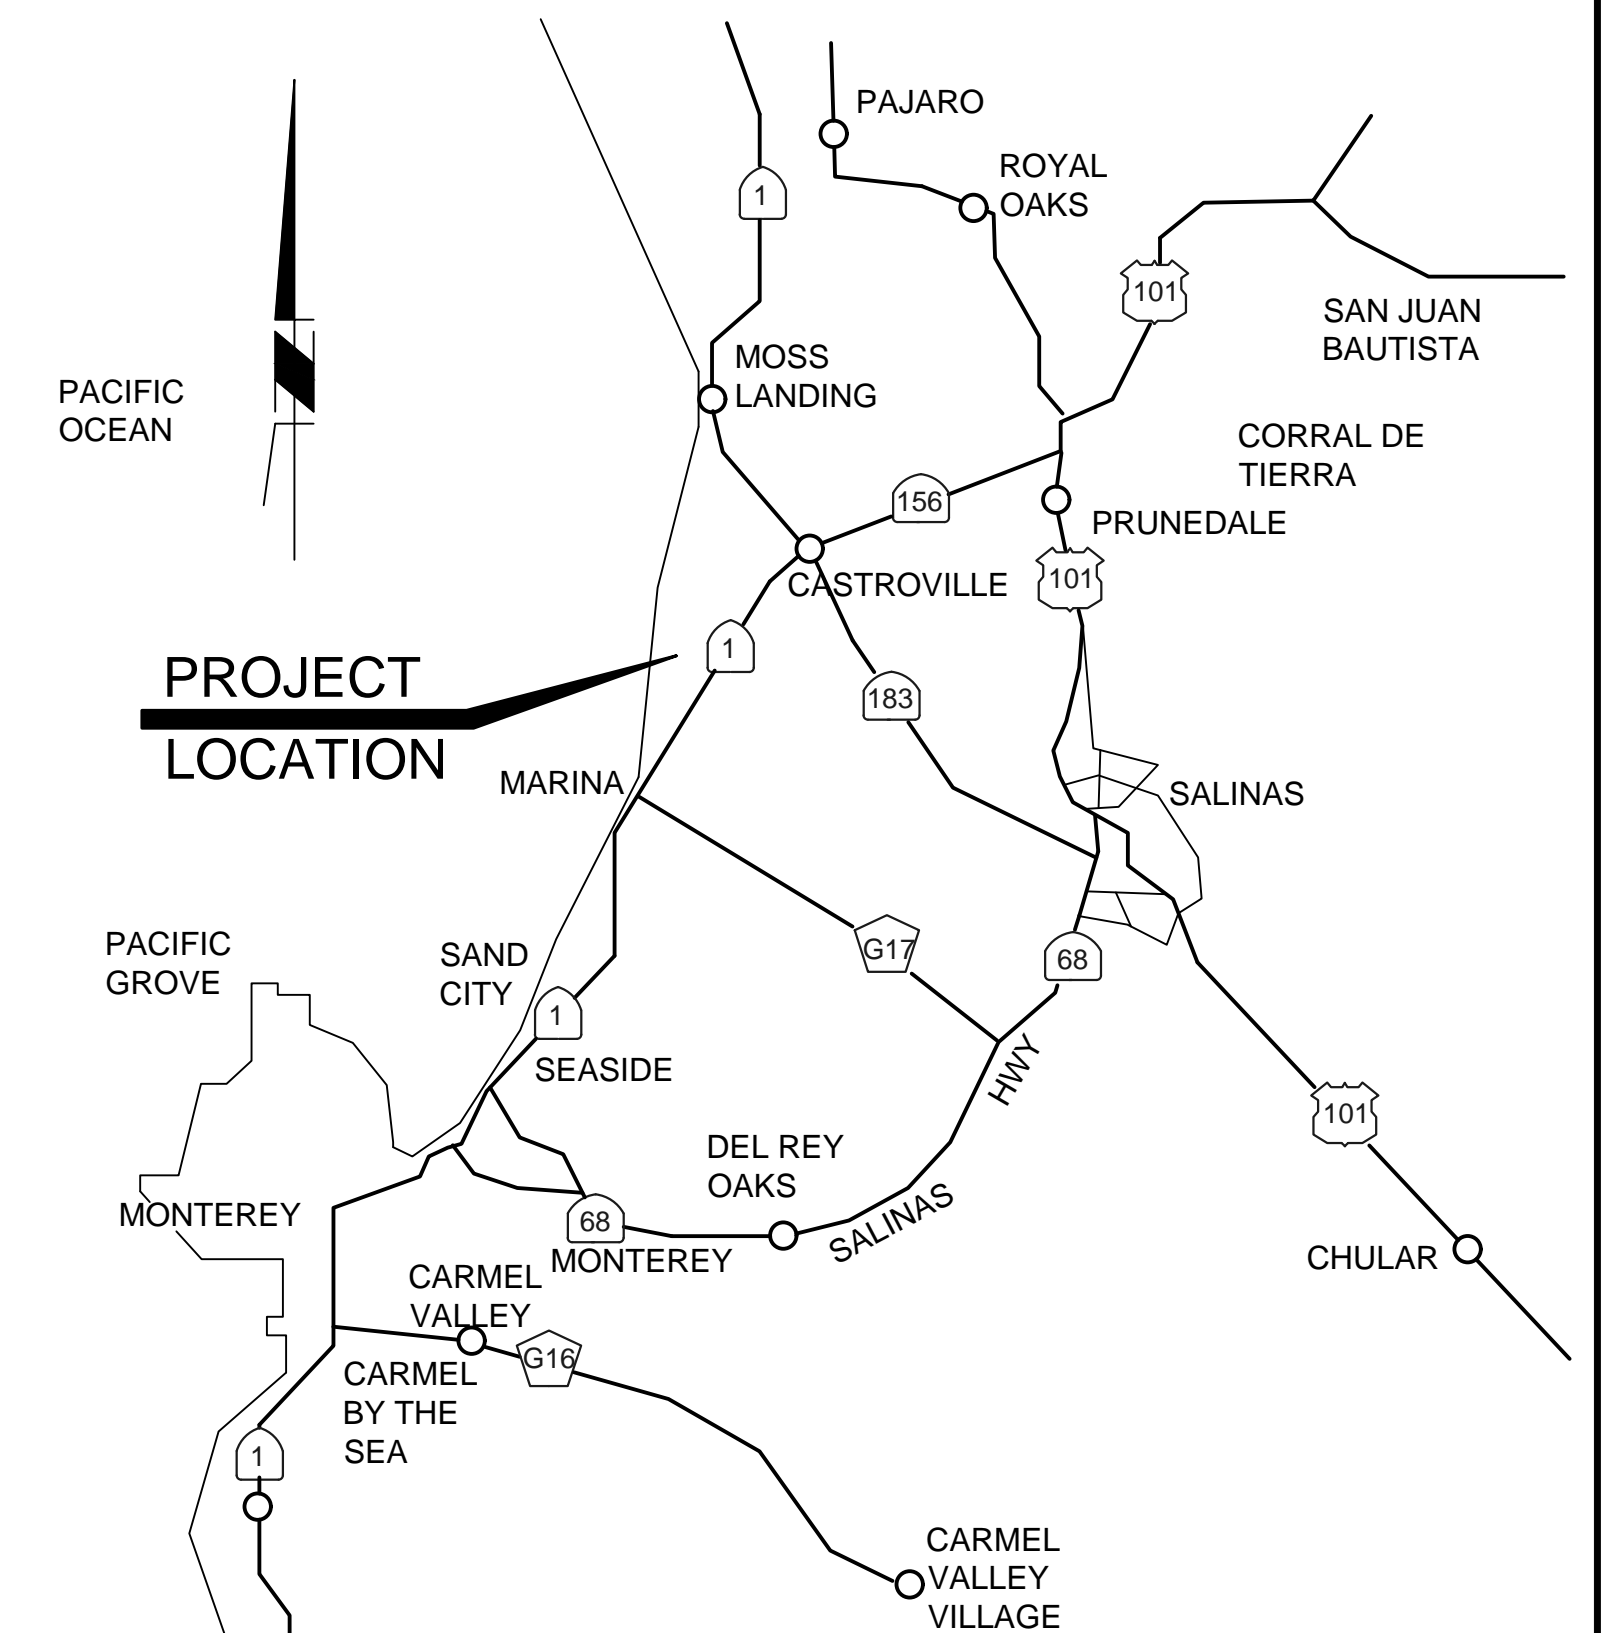 PAJARO
ROYAL
OAKS
1
101
SAN JUAN
BAUTISTA
MOSS
LANDING
PACIFIC
OCEAN
CORRAL DE
TIERRA
156
PRUNEDALE
CASTROVILLE
101
1
PROJECT
LOCATION
183
MARINA
SALINAS
PACIFIC
GROVE
SAND
CITY
G17
68
1
SEASIDE
HWY
101
DEL REY
OAKS
SALINAS
MONTEREY
68
MONTEREY
CHULAR
CARMEL
VALLEY
G16
CARMEL
BY THE
SEA
1
CARMEL
VALLEY
VILLAGE